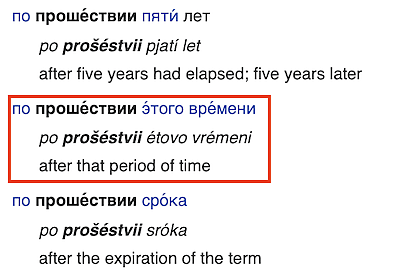 по проше́ствии пяти́ лет
po prošéstvii pjatí let
after five years had elapsed; five years later
по проше́ствии э́того вре́мени
po prošéstvii étovo vrémeni
after that period of time
по проше́ствии сро́ка
po prošéstvii sróka
after the expiration of the term